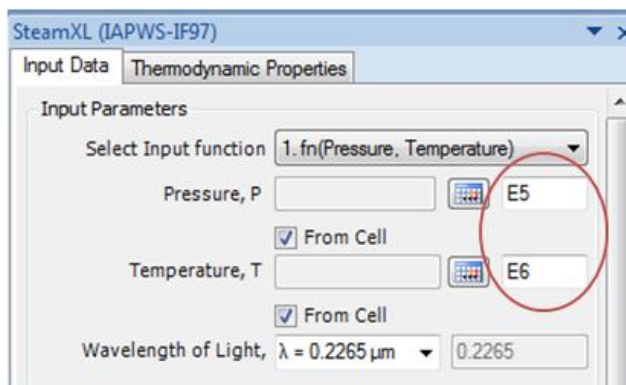 SteamXL (IAPWS-IF97)
Input Data Thermodynamic Properties
Input Parameters
Select Input function 1. fn(Pressure, Temperature)
Pressure, P E5
From Cell
Temperature, T E6
From Cell
Wavelength of Light, λ = 0.2265 µm 0.2265